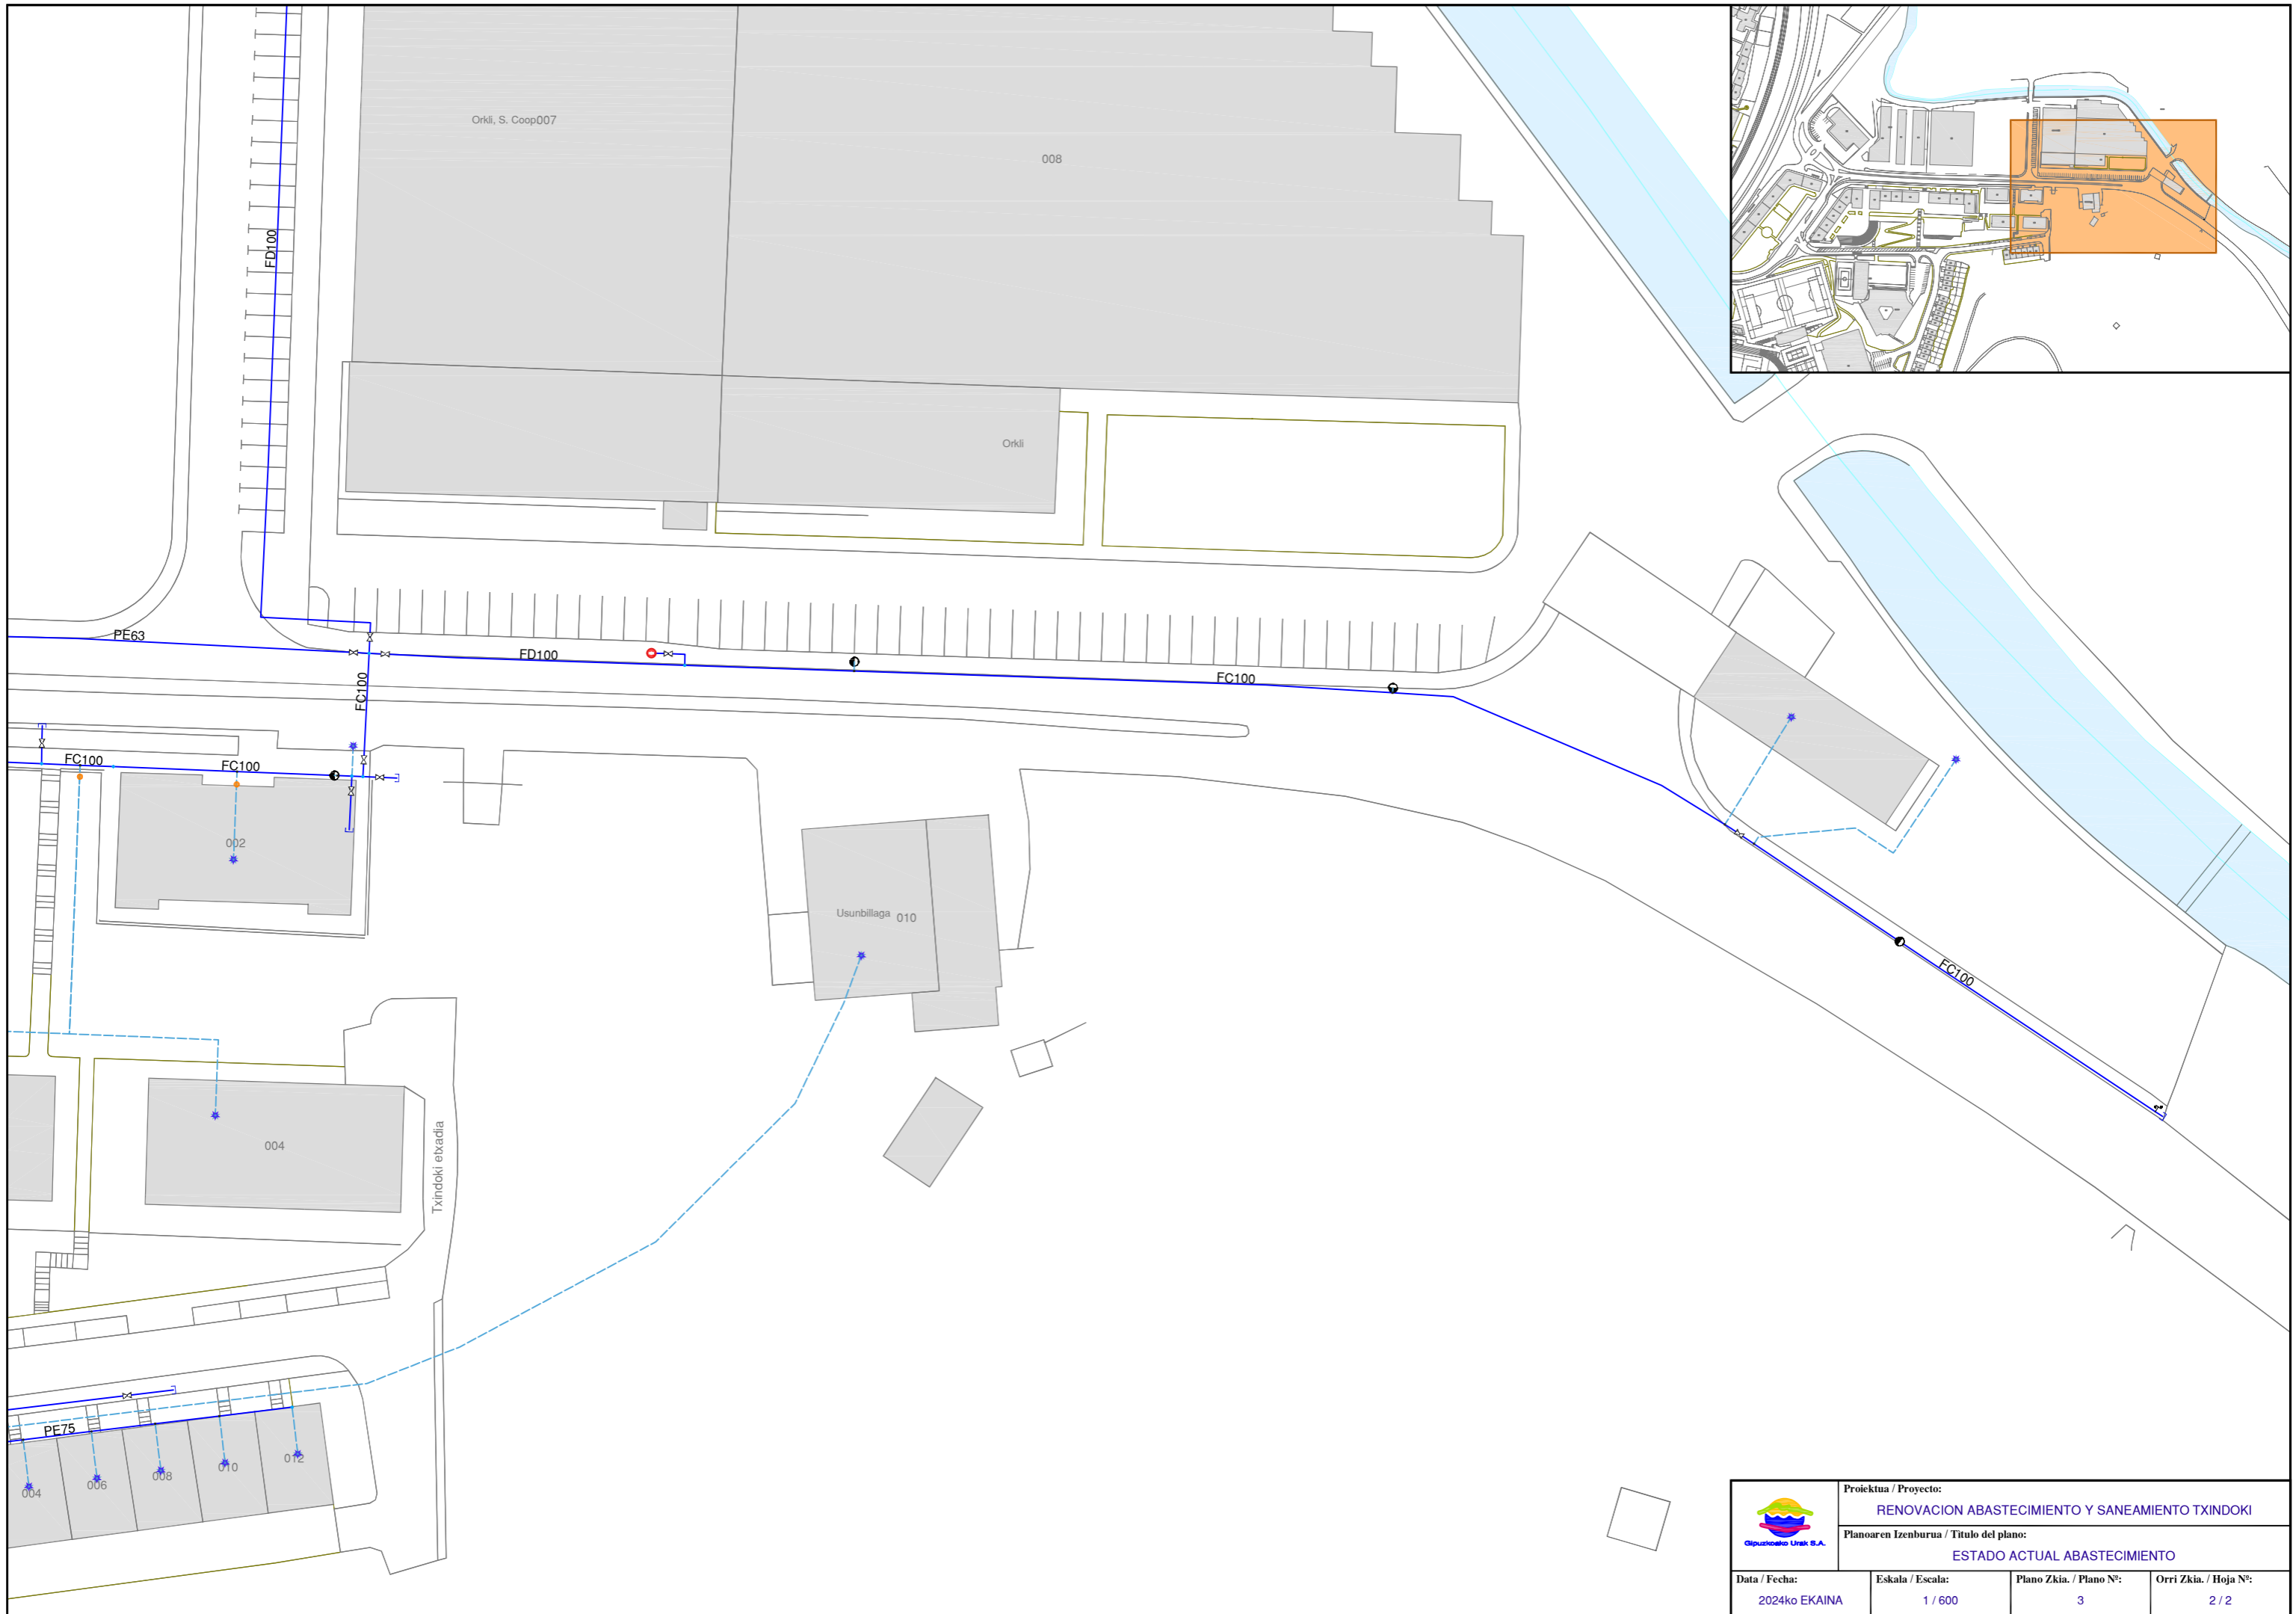 Orkli, S. Coop007
008
FD100
Orkli
PE63
FD100
FC100
FC100
FC100
FC100
002
Usunbillaga 010
FC100
004
Txindoki etxadia
PE75
004
006
008
010
012
Gipuzkoako Urak S.A.
Proiektua / Proyecto:
RENOVACION ABASTECIMIENTO Y SANEAMIENTO TXINDOKI
Planoaren Izenburua / Titulo del plano:
ESTADO ACTUAL ABASTECIMIENTO
Data / Fecha:
2024ko EKAINA
Eskala / Escala:
1 / 600
Plano Zkia. / Plano Nº:
3
Orri Zkia. / Hoja Nº:
2 / 2